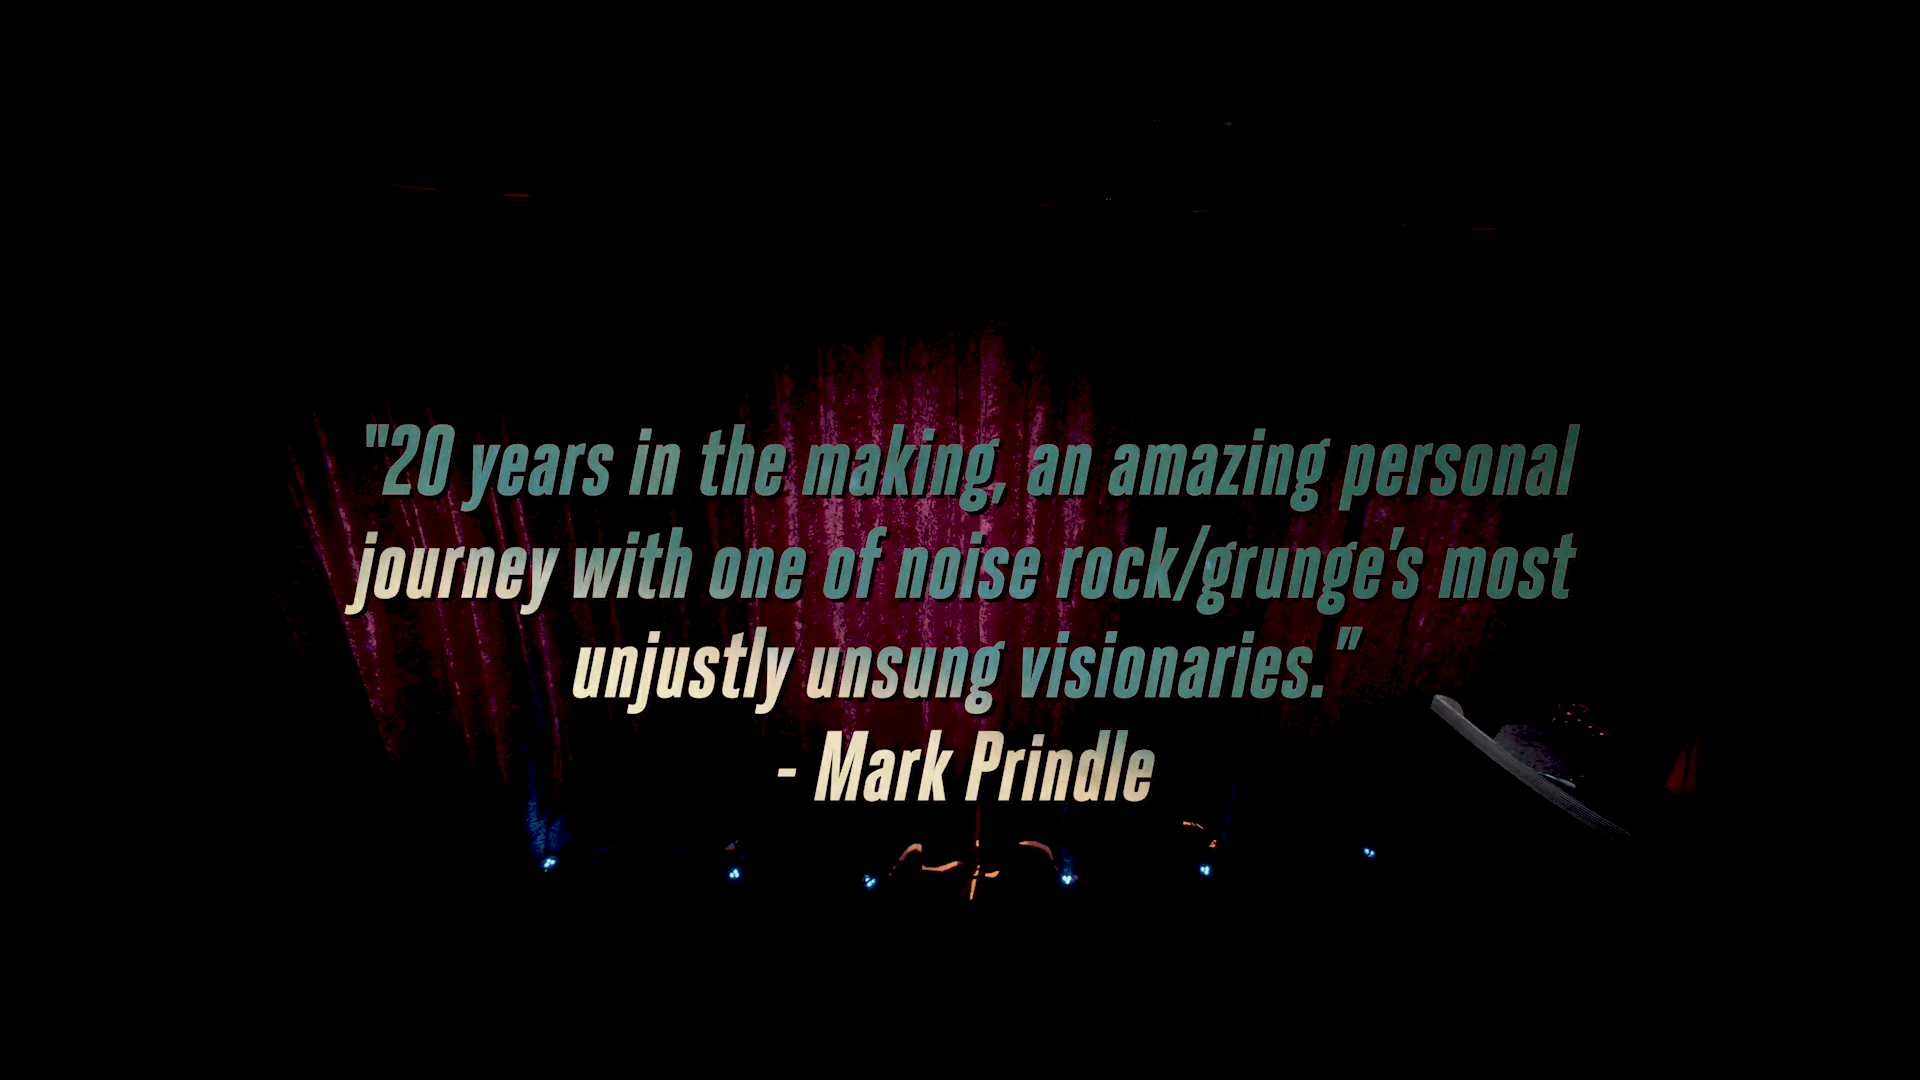 "20 years in the making, an amazing personal
journey with one of noise rock/grunge's most
unjustly unsung visionaries."
- Mark Prindle